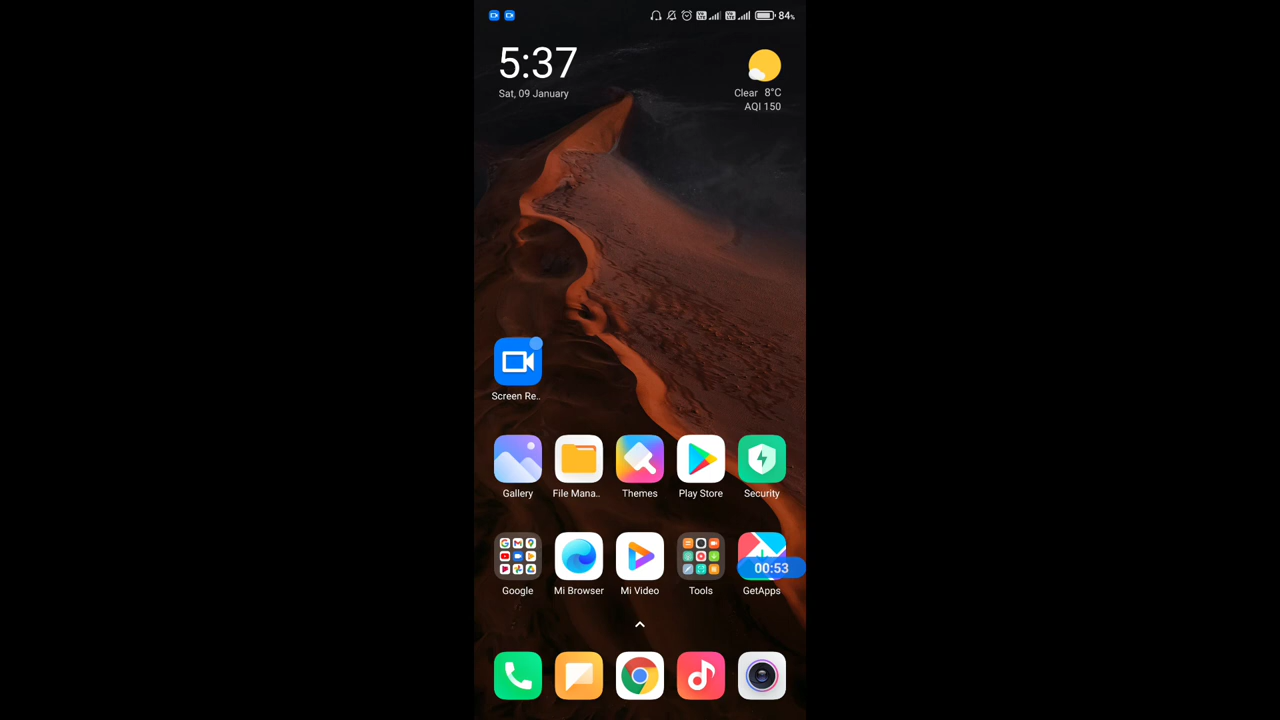 84%
5:37
Sat, 09 January
Clear 8°C
AQI 150
Screen Re..
Gallery
File Mana..
Themes
Play Store
Security
00:53
Google
Mi Browser
Mi Video
Tools
GetApps